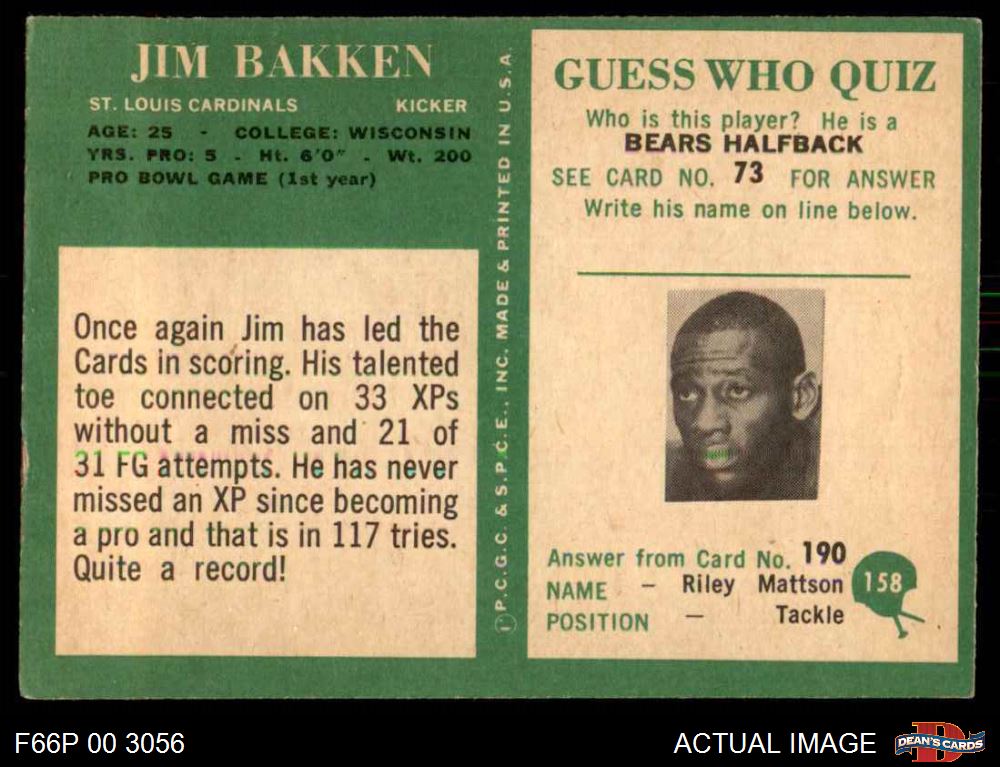 JIM BAKKEN
ST. LOUIS CARDINALS KICKER
AGE: 25 - COLLEGE: WISCONSIN
YRS. PRO: 5 - Ht. 6'0" - Wt. 200
PRO BOWL GAME (1st year)
Once again Jim has led the
Cards in scoring. His talented
toe connected on 33 XPs
without a miss and 21 of
31 FG attempts. He has never
missed an XP since becoming
a pro and that is in 117 tries.
Quite a record!
P.C.G.C. & S.P.C.E., INC. MADE & PRINTED IN U.S.A.
GUESS WHO QUIZ
Who is this player? He is a
BEARS HALFBACK
SEE CARD NO. 73 FOR ANSWER
Write his name on line below.
Answer from Card No. 190
NAME - Riley Mattson
POSITION - Tackle
158
F66P 00 3056
ACTUAL IMAGE
D
DEAN'S CARDS